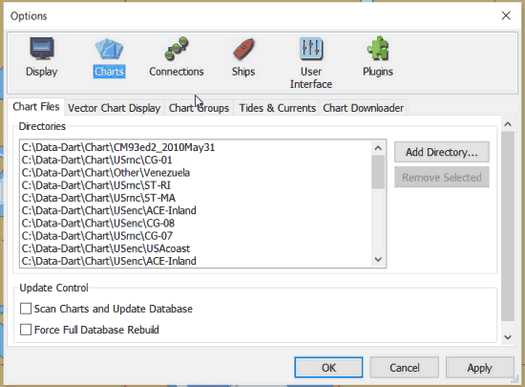 Options
Display
Charts
Connections
Ships
User
Interface
Plugins
Chart Files
Vector Chart Display
Chart Groups
Tides & Currents
Chart Downloader
Directories
C:\Data-Dart\Chart\CM93ed2_2010May31
C:\Data-Dart\Chart\USrnc\CG-01
C:\Data-Dart\Chart\Other\Venezuela
C:\Data-Dart\Chart\USrnc\ST-RI
C:\Data-Dart\Chart\USrnc\ST-MA
C:\Data-Dart\Chart\USenc\ACE-Inland
C:\Data-Dart\Chart\USenc\CG-08
C:\Data-Dart\Chart\USrnc\CG-07
C:\Data-Dart\Chart\USenc\USAcoast
C:\Data-Dart\Chart\USenc\ACE-Inland
Add Directory...
Remove Selected
Update Control
Scan Charts and Update Database
Force Full Database Rebuild
OK
Cancel
Apply